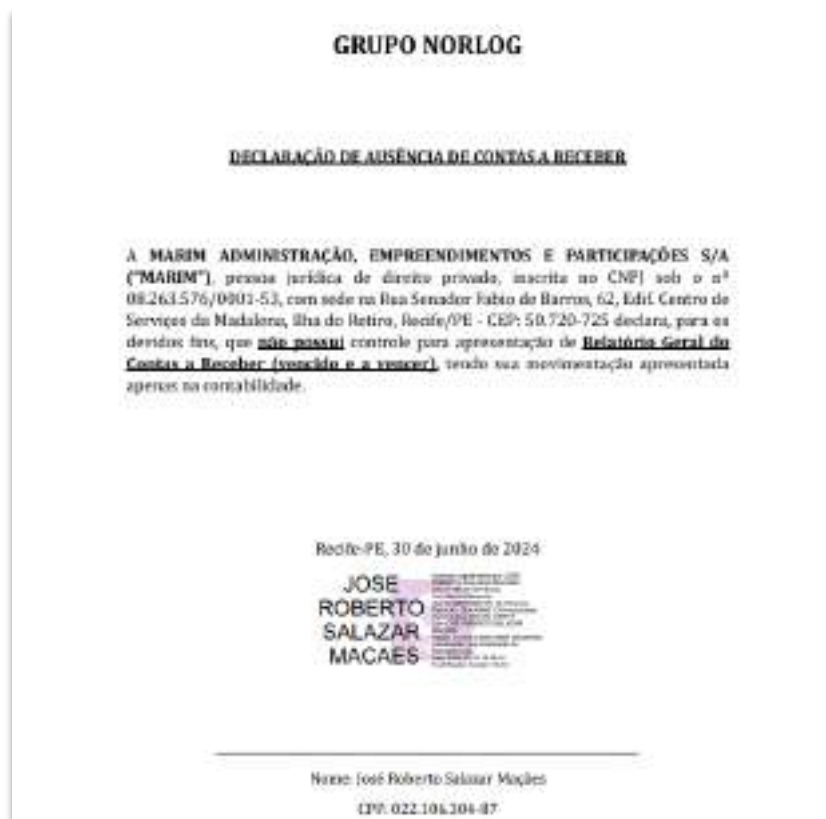 GRUPO NORLOG
DECLARAÇÃO DE AUSÊNCIA DE CONTAS A RECEBER
A MARIM ADMINISTRAÇÃO, EMPREENDIMENTOS E PARTICIPAÇÕES S/A
("MARIM"), pessoa jurídica de direito privado, inscrita no CNPJ sob o nº
08.263.576/0001-53, com sede na Rua Senador Fabio de Barros, 62, Edif. Centro de
Serviços da Madalena, Ilha do Retiro, Recife/PE - CEP: 50.720-725 declara, para os
devidos fins, que não possui controle para apresentação de Relatório Geral do
Contas a Receber (vencido e a vencer), tendo sua movimentação apresentada
apenas na contabilidade.
Recife-PE, 30 de junho de 2024
JOSE
ROBERTO
SALAZAR
MACAES
Nome: José Roberto Salazar Mações
CPF: 022.106.304-87